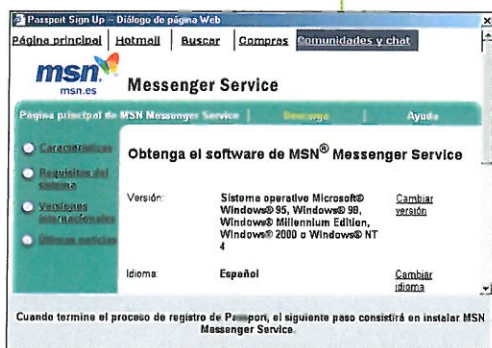 Passport Sign Up -- Diálogo de página Web
Página principal | Hotmail | Buscar | Compras | Comunidades y chat
msn
msn.es
Messenger Service
Página principal de MSN Messenger Service | Descarga | Ayuda
Características
Obtenga el software de MSN® Messenger Service
Requisitos del
sistema
Versiones
internacionales
Últimas noticias
Versión:
Sistema operativo Microsoft®
Windows® 95, Windows® 98,
Windows® Millennium Edition,
Windows® 2000 o Windows® NT
4
Cambiar
versión
Idioma:
Español
Cambiar
idioma
Cuando termine el proceso de registro de Passport, el siguiente paso consistirá en instalar MSN
Messenger Service.